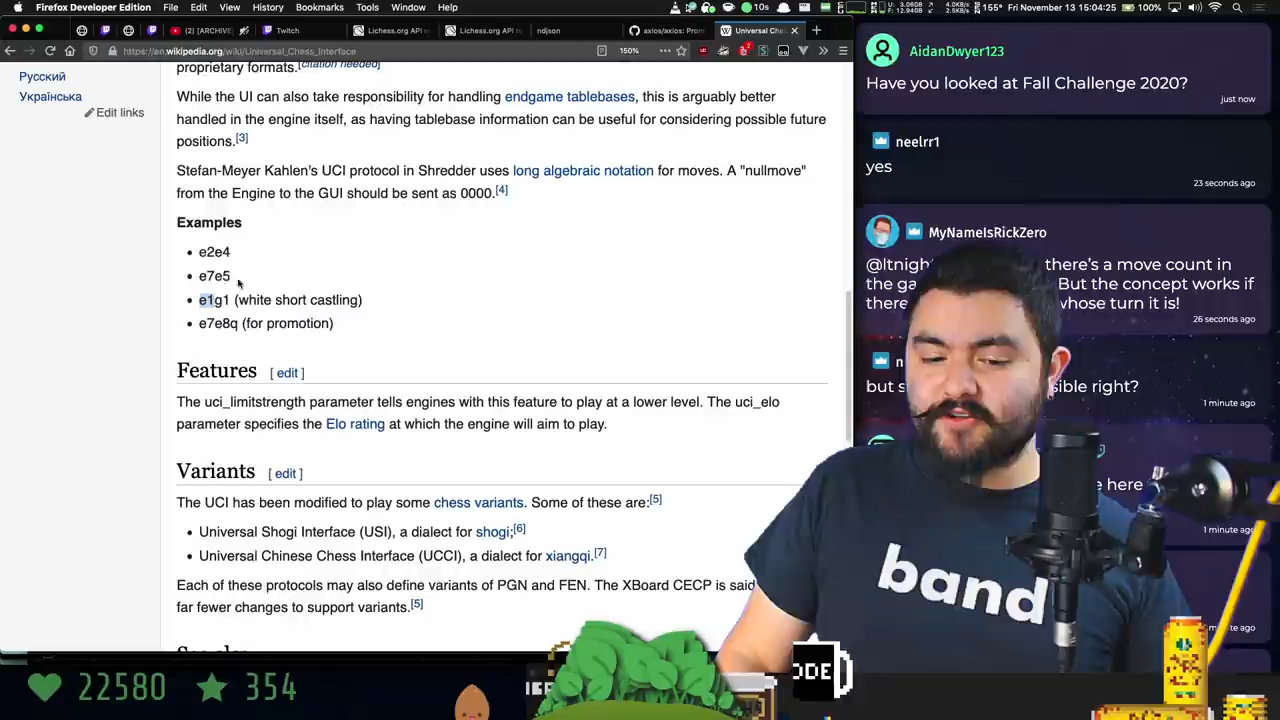 Firefox Developer Edition File Edit View History Bookmarks Tools Window Help
100% Fri November 13 15:04:25
(2) [ARCHIVE]
Twitch
Lichess.org API re
Lichess.org API re
ndjson
axios/axios: Prom
Universal Che
https://en.wikipedia.org/wiki/Universal_Chess_Interface
150%
Русский
Українська
Edit links
proprietary formats.[citation needed]
While the UI can also take responsibility for handling endgame tablebases, this is arguably better
handled in the engine itself, as having tablebase information can be useful for considering possible future
positions.[3]
Stefan-Meyer Kahlen's UCI protocol in Shredder uses long algebraic notation for moves. A "nullmove"
from the Engine to the GUI should be sent as 0000.[4]
Examples
• e2e4
• e7e5
• e1g1 (white short castling)
• e7e8q (for promotion)
Features [ edit ]
The uci_limitstrength parameter tells engines with this feature to play at a lower level. The uci_elo
parameter specifies the Elo rating at which the engine will aim to play.
Variants [ edit ]
The UCI has been modified to play some chess variants. Some of these are:[5]
• Universal Shogi Interface (USI), a dialect for shogi;[6]
• Universal Chinese Chess Interface (UCCI), a dialect for xiangqi.[7]
Each of these protocols may also define variants of PGN and FEN. The XBoard CECP is said
far fewer changes to support variants.[5]
AidanDwyer123
Have you looked at Fall Challenge 2020?
just now
neelrr1
yes
23 seconds ago
MyNameIsRickZero
there's a move count in
the ga But the concept works if
there whose turn it is!
26 seconds ago
but sible right?
1 minute ago
here
1 minute ago
band
ODE
22580
354